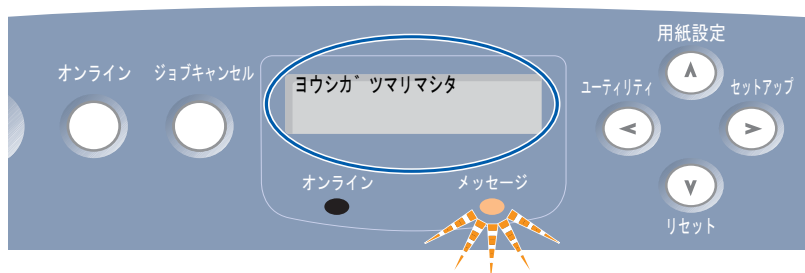 用紙設定
オンライン
ジョブキャンセル
ヨウシガ ツマリマシタ
ユーティリティ
セットアップ
オンライン
メッセージ
リセット